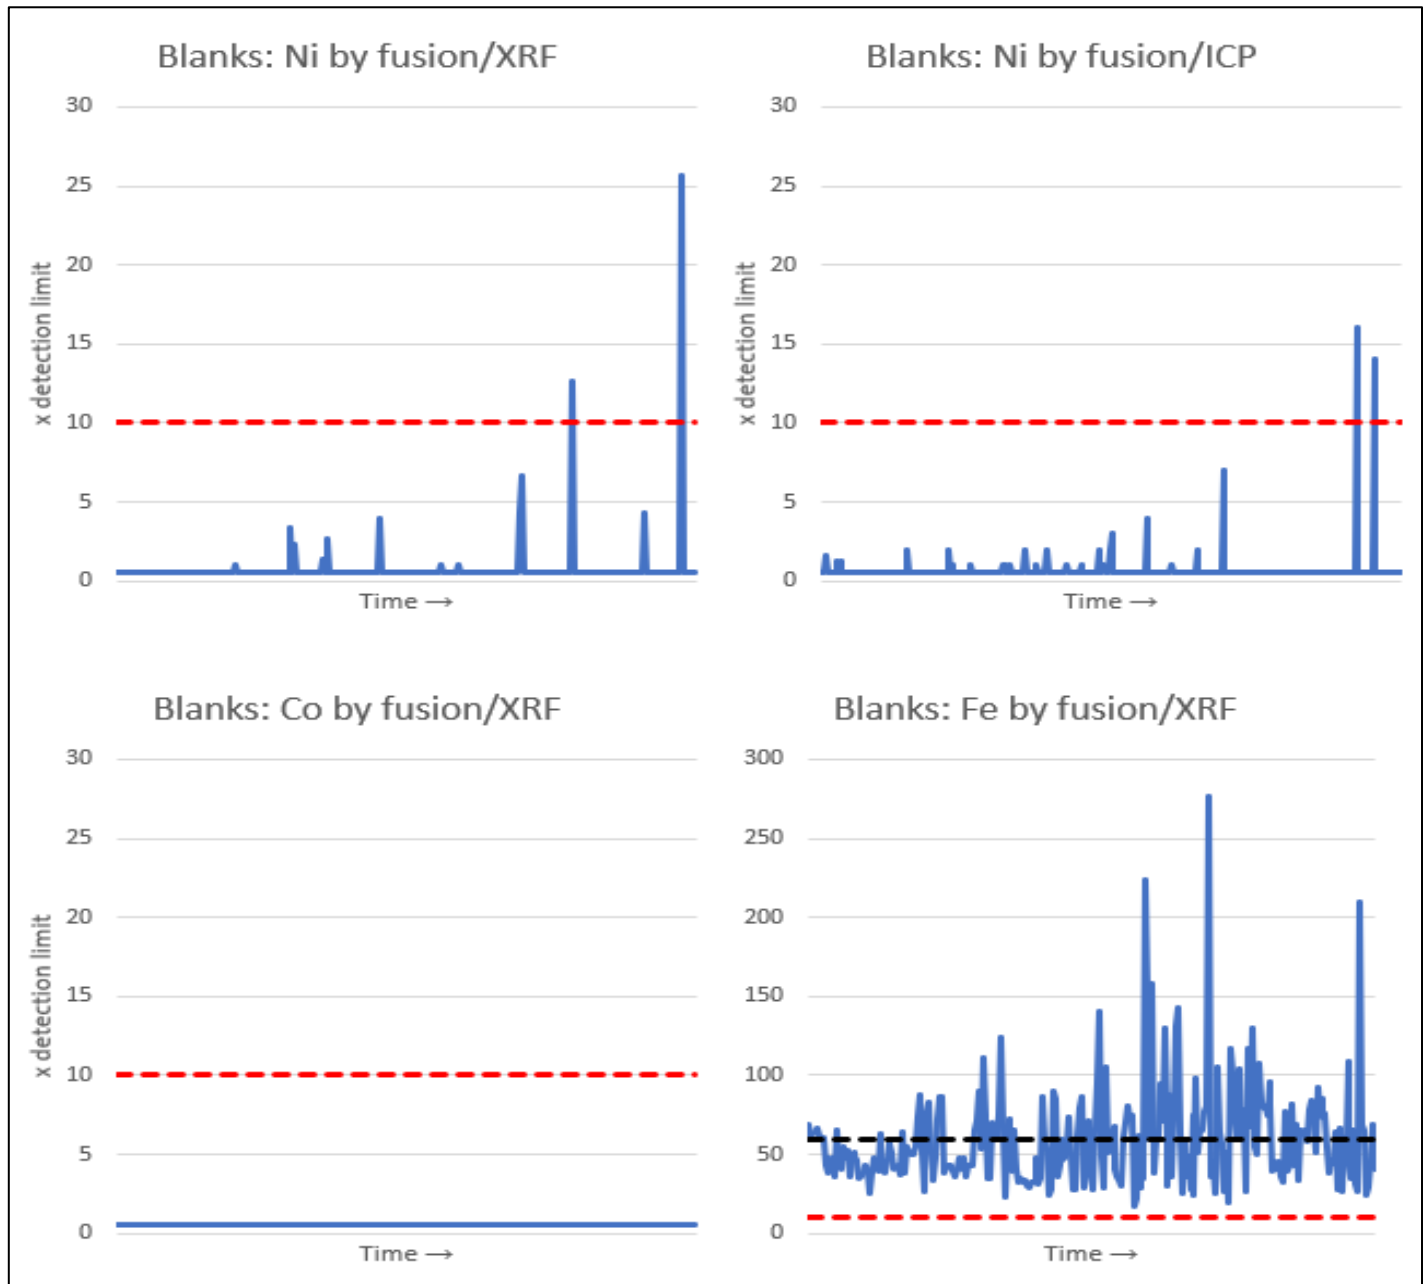 Blanks: Ni by fusion/XRF
30
25
20
15
10
5
0
x detection limit
Time →
Blanks: Ni by fusion/ICP
30
25
20
15
10
5
0
x detection limit
Time →
Blanks: Co by fusion/XRF
30
25
20
15
10
5
0
x detection limit
Time →
Blanks: Fe by fusion/XRF
300
250
200
150
100
50
0
Time →